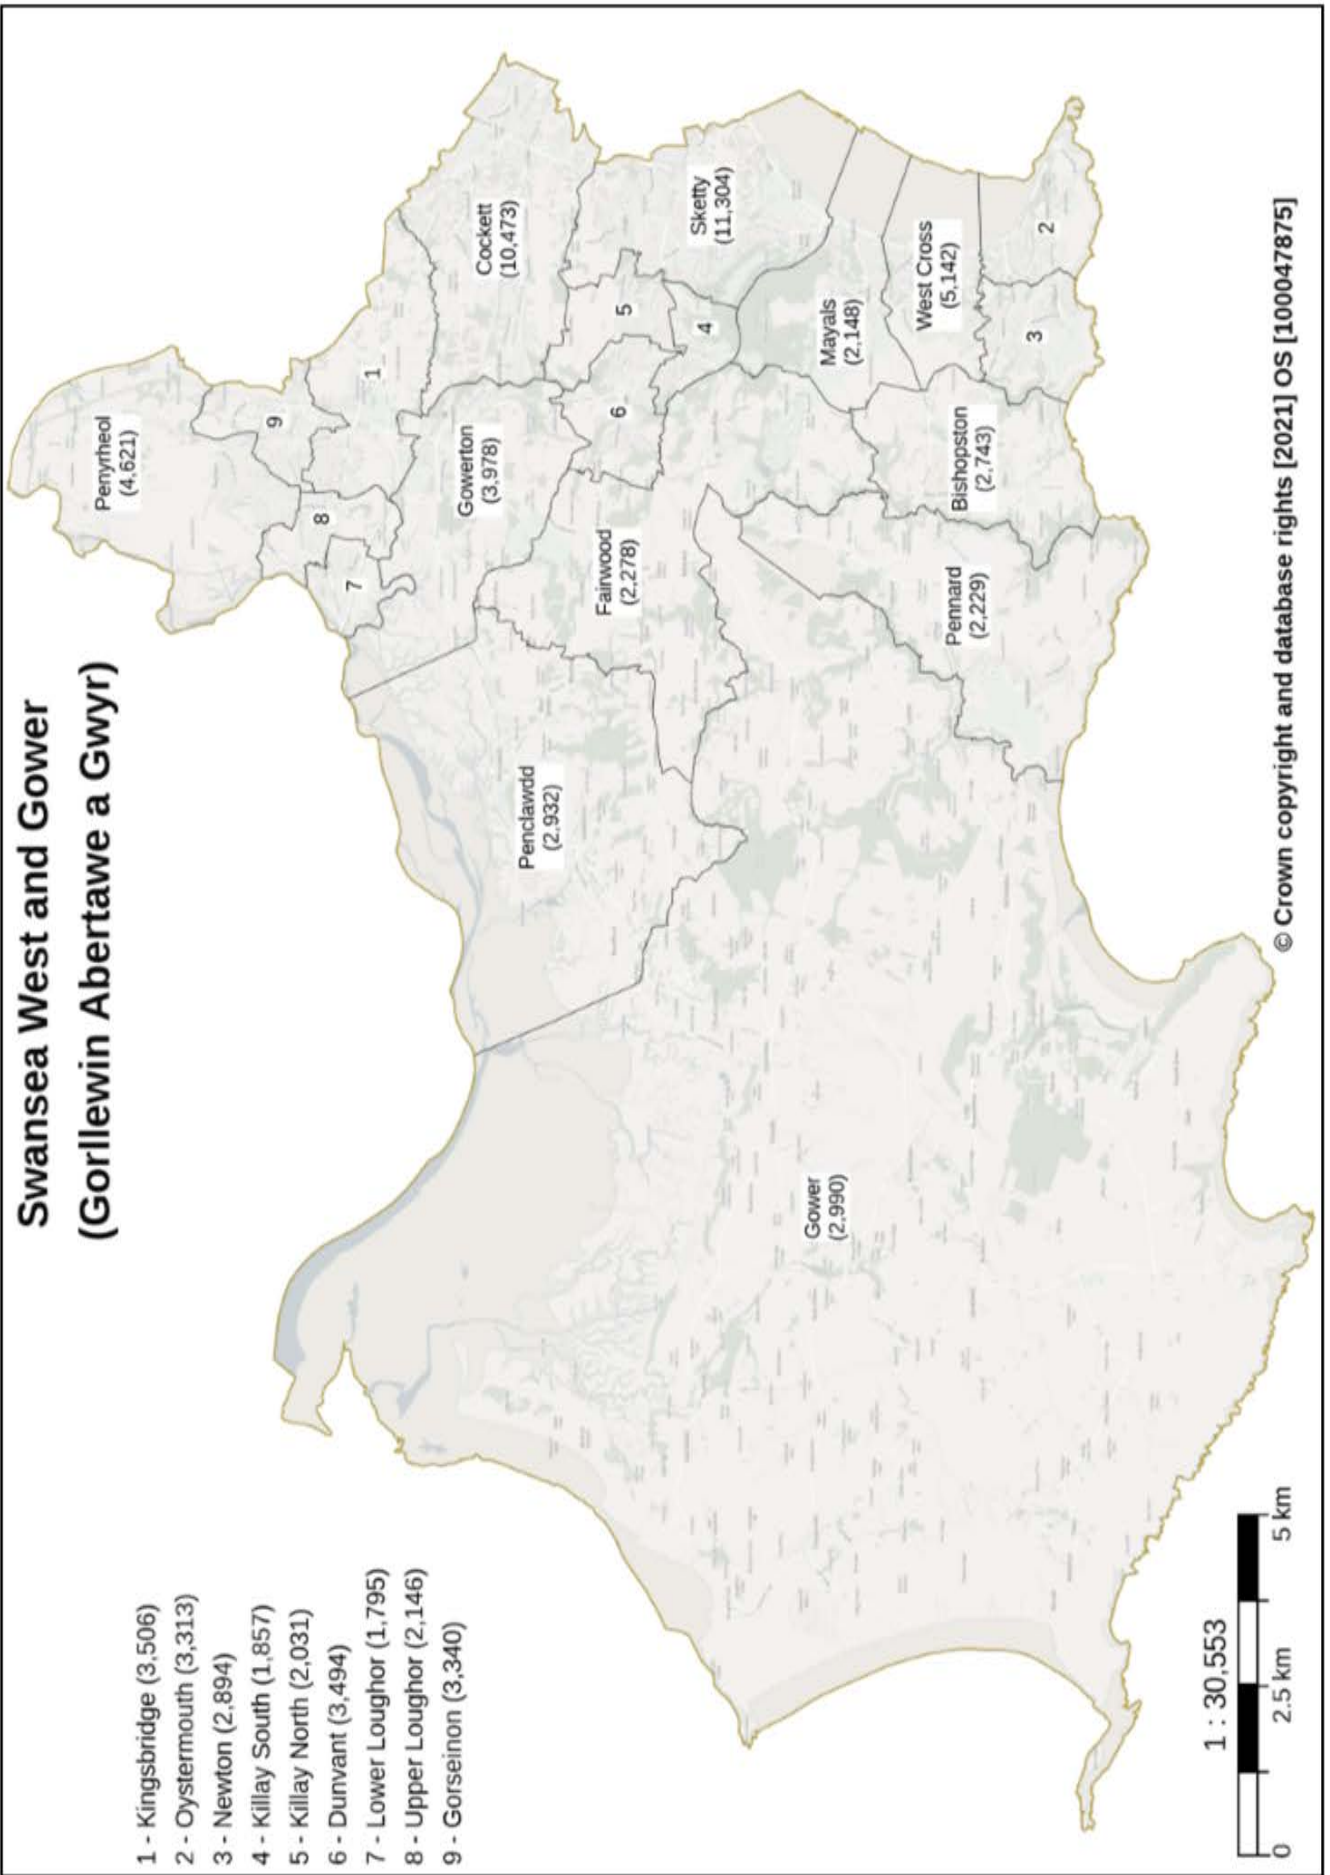 Swansea West and Gower
(Gorllewin Abertawe a Gwyr)
1 - Kingsbridge (3,506)
2 - Oystermouth (3,313)
3 - Newton (2,894)
4 - Killay South (1,857)
5 - Killay North (2,031)
6 - Dunvant (3,494)
7 - Lower Loughor (1,795)
8 - Upper Loughor (2,146)
9 - Gorseinon (3,340)
Penyrheol
(4,621)
9
1
8
7
Cockett
(10,473)
Gowerton
(3,978)
Penclawdd
(2,932)
Fairwood
(2,278)
6
5
4
Sketty
(11,304)
Mayals
(2,148)
West Cross
(5,142)
Gower
(2,990)
Pennard
(2,229)
Bishopston
(2,743)
3
2
1 : 30,553
0
2.5 km
5 km
© Crown copyright and database rights [2021] OS [100047875]